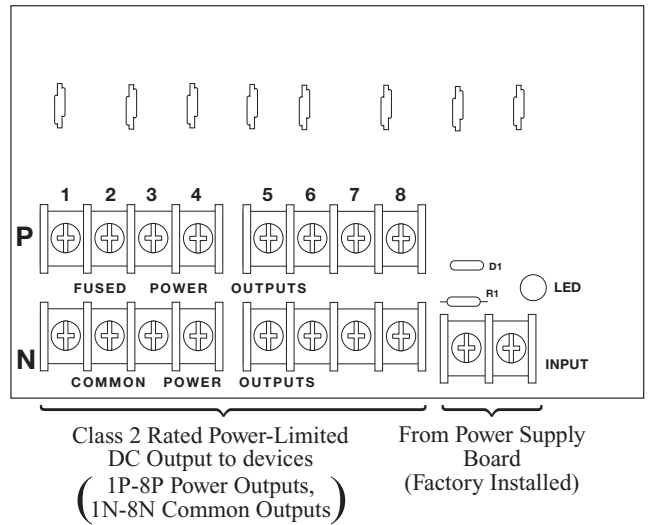 1 2 3 4 5 6 7 8
P
D1
FUSED POWER OUTPUTS
LED
R1
N
INPUT
COMMON POWER OUTPUTS
Class 2 Rated Power-Limited
DC Output to devices
(1P-8P Power Outputs,
1N-8N Common Outputs)
From Power Supply
Board
(Factory Installed)